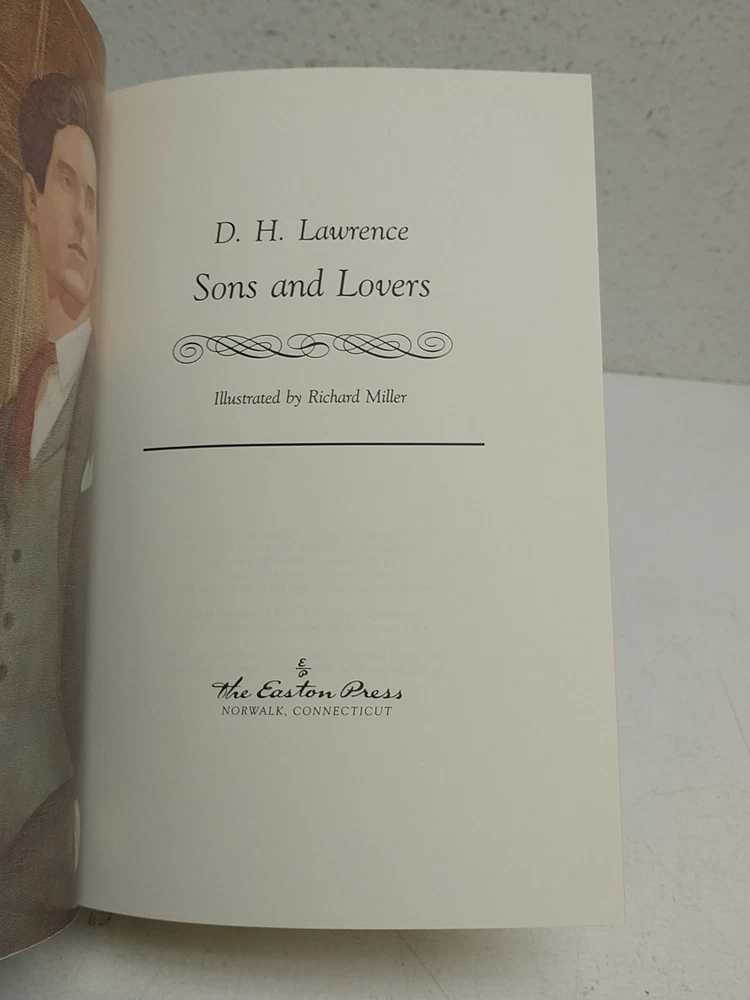 D. H. Lawrence
Sons and Lovers
Illustrated by Richard Miller
E
P
The Easton Press
NORWALK, CONNECTICUT